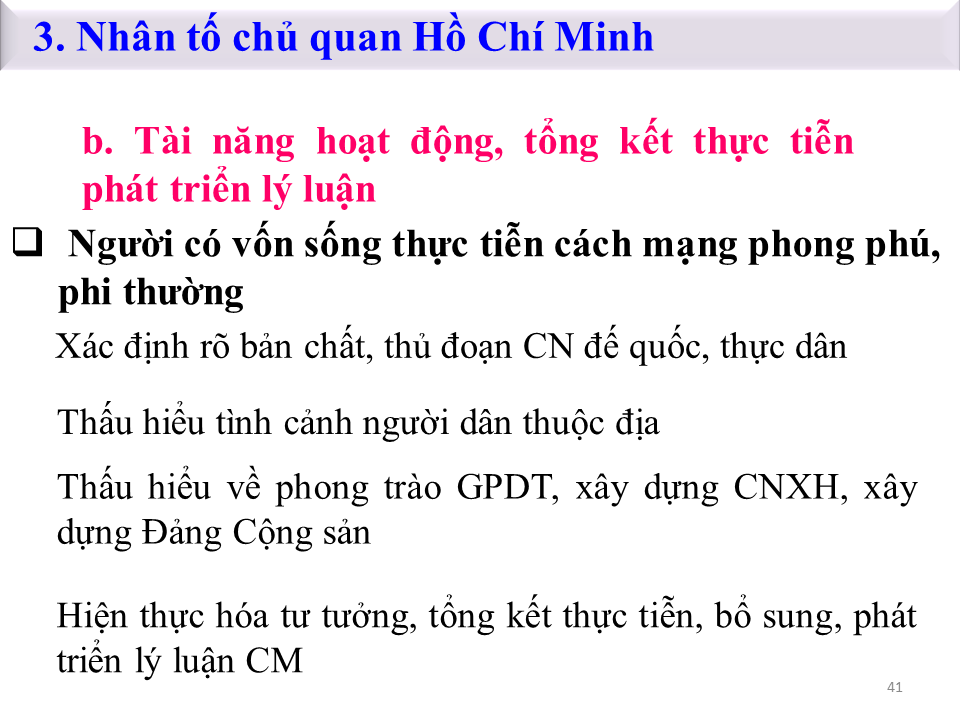 3. Nhân tố chủ quan Hồ Chí Minh
b. Tài năng hoạt động, tổng kết thực tiễn
phát triển lý luận
Người có vốn sống thực tiễn cách mạng phong phú,
phi thường
Xác định rõ bản chất, thủ đoạn CN đế quốc, thực dân
Thấu hiểu tình cảnh người dân thuộc địa
Thấu hiểu về phong trào GPDT, xây dựng CNXH, xây
dựng Đảng Cộng sản
Hiện thực hóa tư tưởng, tổng kết thực tiễn, bổ sung, phát
triển lý luận CM
41